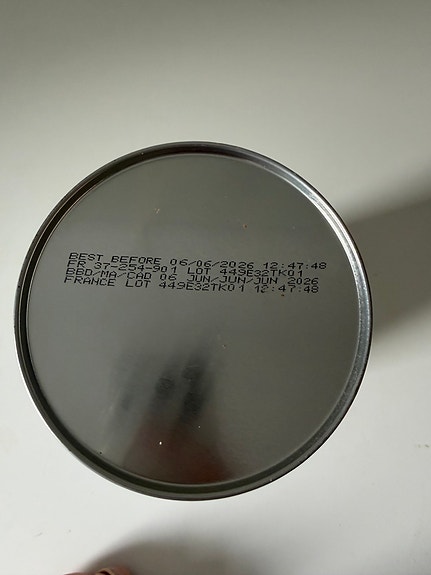 BEST BEFORE 06/06/2026 12:47:48
FR 37-254-901 LOT 449E32TK01
BBD/MA/CAD 06 JUN/JUN/JUN 2026
FRANCE LOT 449E32TK01 12:47:48